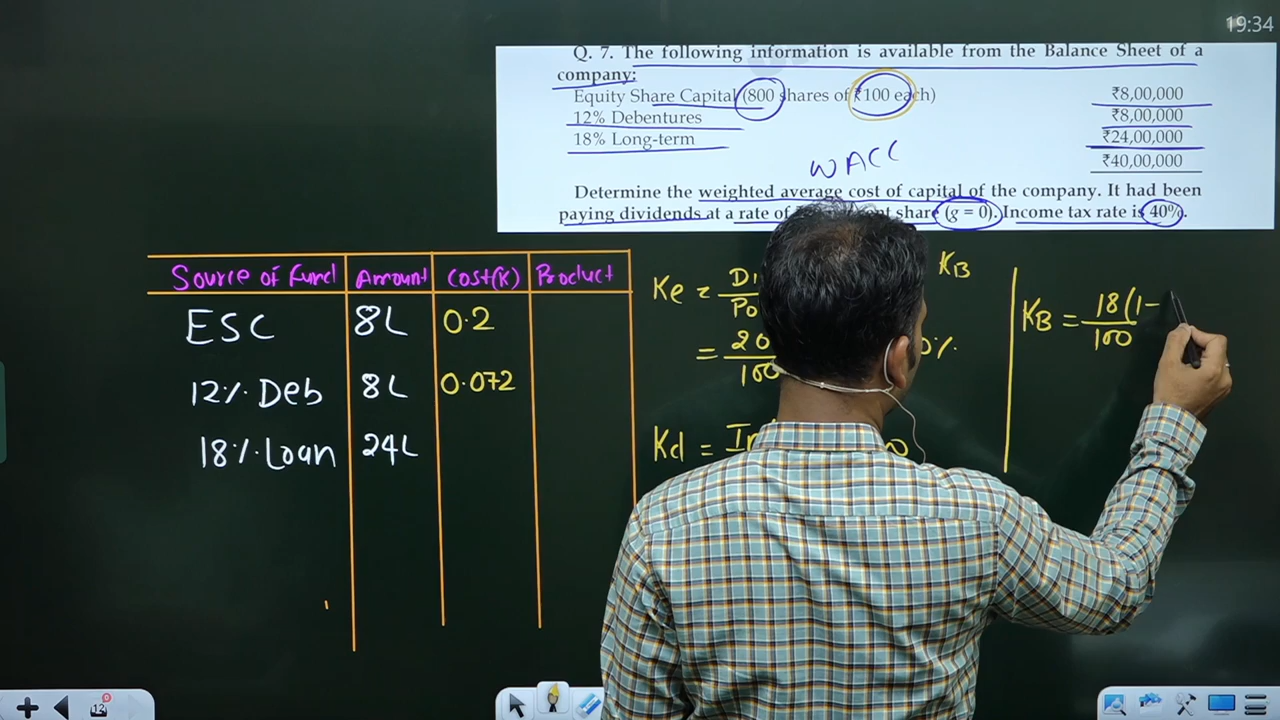 19:34
Q. 7. The following information is available from the Balance Sheet of a
company:
Equity Share Capital (800 shares of ₹100 each) ₹8,00,000
12% Debentures ₹8,00,000
18% Long-term ₹24,00,000
₹40,00,000
WACC
Determine the weighted average cost of capital of the company. It had been
paying dividends at a rate of share (g = 0). Income tax rate is 40%.
Source of Fund Amount Cost(K) Product
ESC 8L 0.2
12% Deb 8L 0.072
18% Loan 24L
Ke =
=
20
100
Kd =
KB
KB = 18(1-
100
12